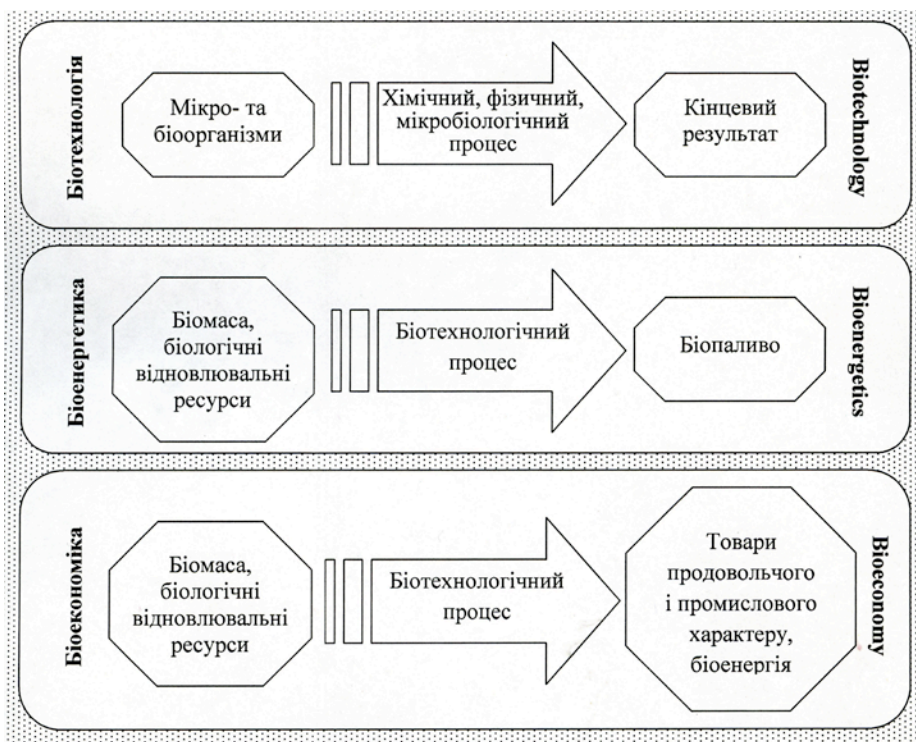 Біотехнологія
Мікро- та
біоорганізми
Хімічний, фізичний,
мікробіологічний
процес
Кінцевий
результат
Biotechnology
Біоенергетика
Біомаса,
біологічні
відновлювальні
ресурси
Біотехнологічний
процес
Біопаливо
Bioenergetics
Біоекономіка
Біомаса,
біологічні
відновлювальні
ресурси
Біотехнологічний
процес
Товари
продовольчого
і промислового
характеру,
біоенергія
Bioeconomy